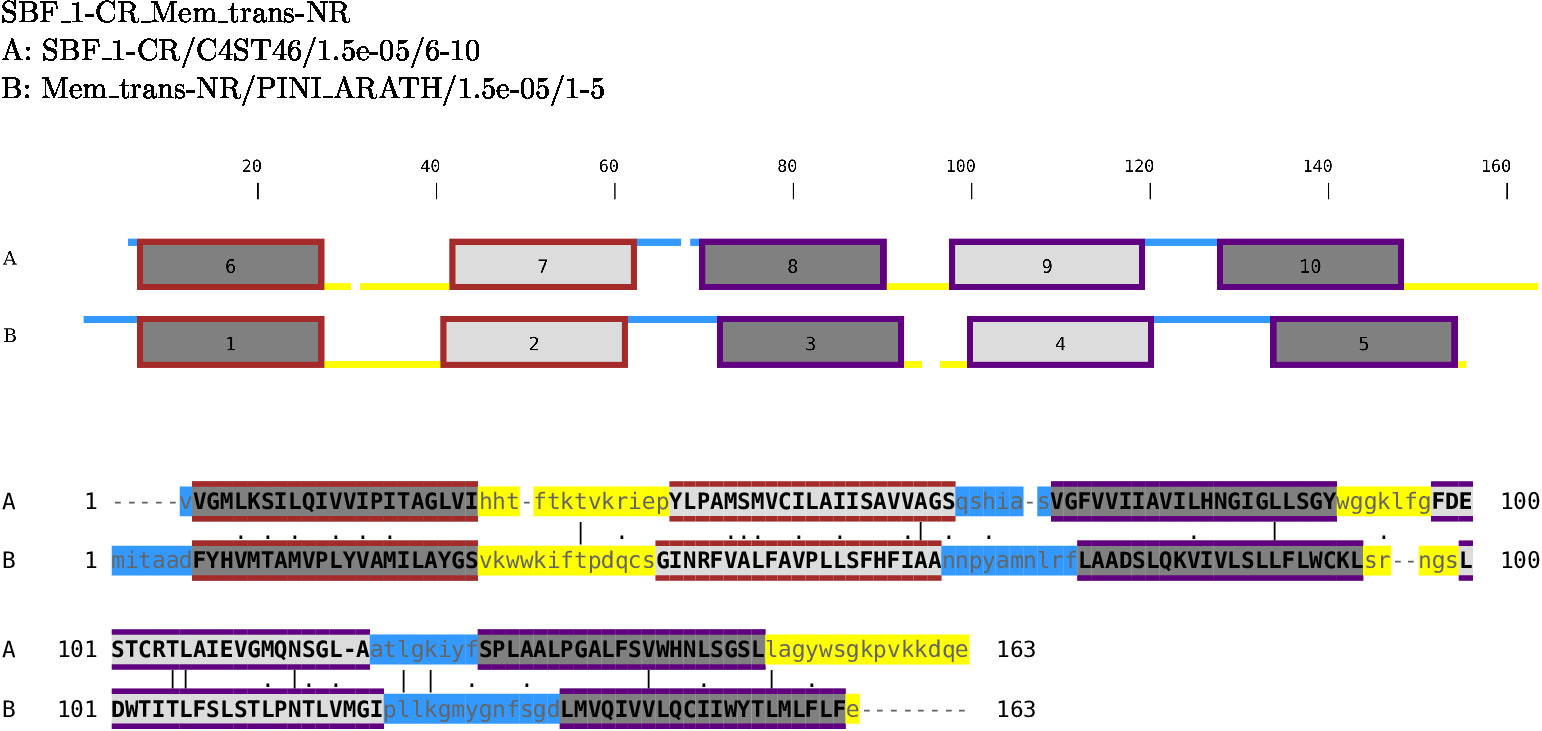 SBF_1-CR_Mem_trans-NR
A: SBF_1-CR/C4ST46/1.5e-05/6-10
B: Mem_trans-NR/PINI_ARATH/1.5e-05/1-5
20 40 60 80 100 120 140 160
A 6 7 8 9 10
B 1 2 3 4 5
A 1 -----vVGMLKSILQIVVIPITAGLVIhht-ftktvkriepYLPAMSMVCILAIISAVVAGSqshia-sVGFVVIIAVILHNGIGLLSGYwggklfgFDE 100
B 1 mitaadFYHVMTAMVPLYVAMILAYGSvkwwkiftpdqcsGINRFVALFAVPLLSFHFIAAnnpyamnlrfLAADSLQKVIVLSLLFLWCKLsr--ngsL 100
A 101 STCRTLAIEVGMQNSGL-AatlgkiyfSPLAALPGALFSVWHNLSGSLlagywsgkpvkkdqe 163
B 101 DWTITLFSLSTLPNTLVMGIpllkgmygnfsgdLMVQIVVLQCIIWYTLMLFLFe-------- 163